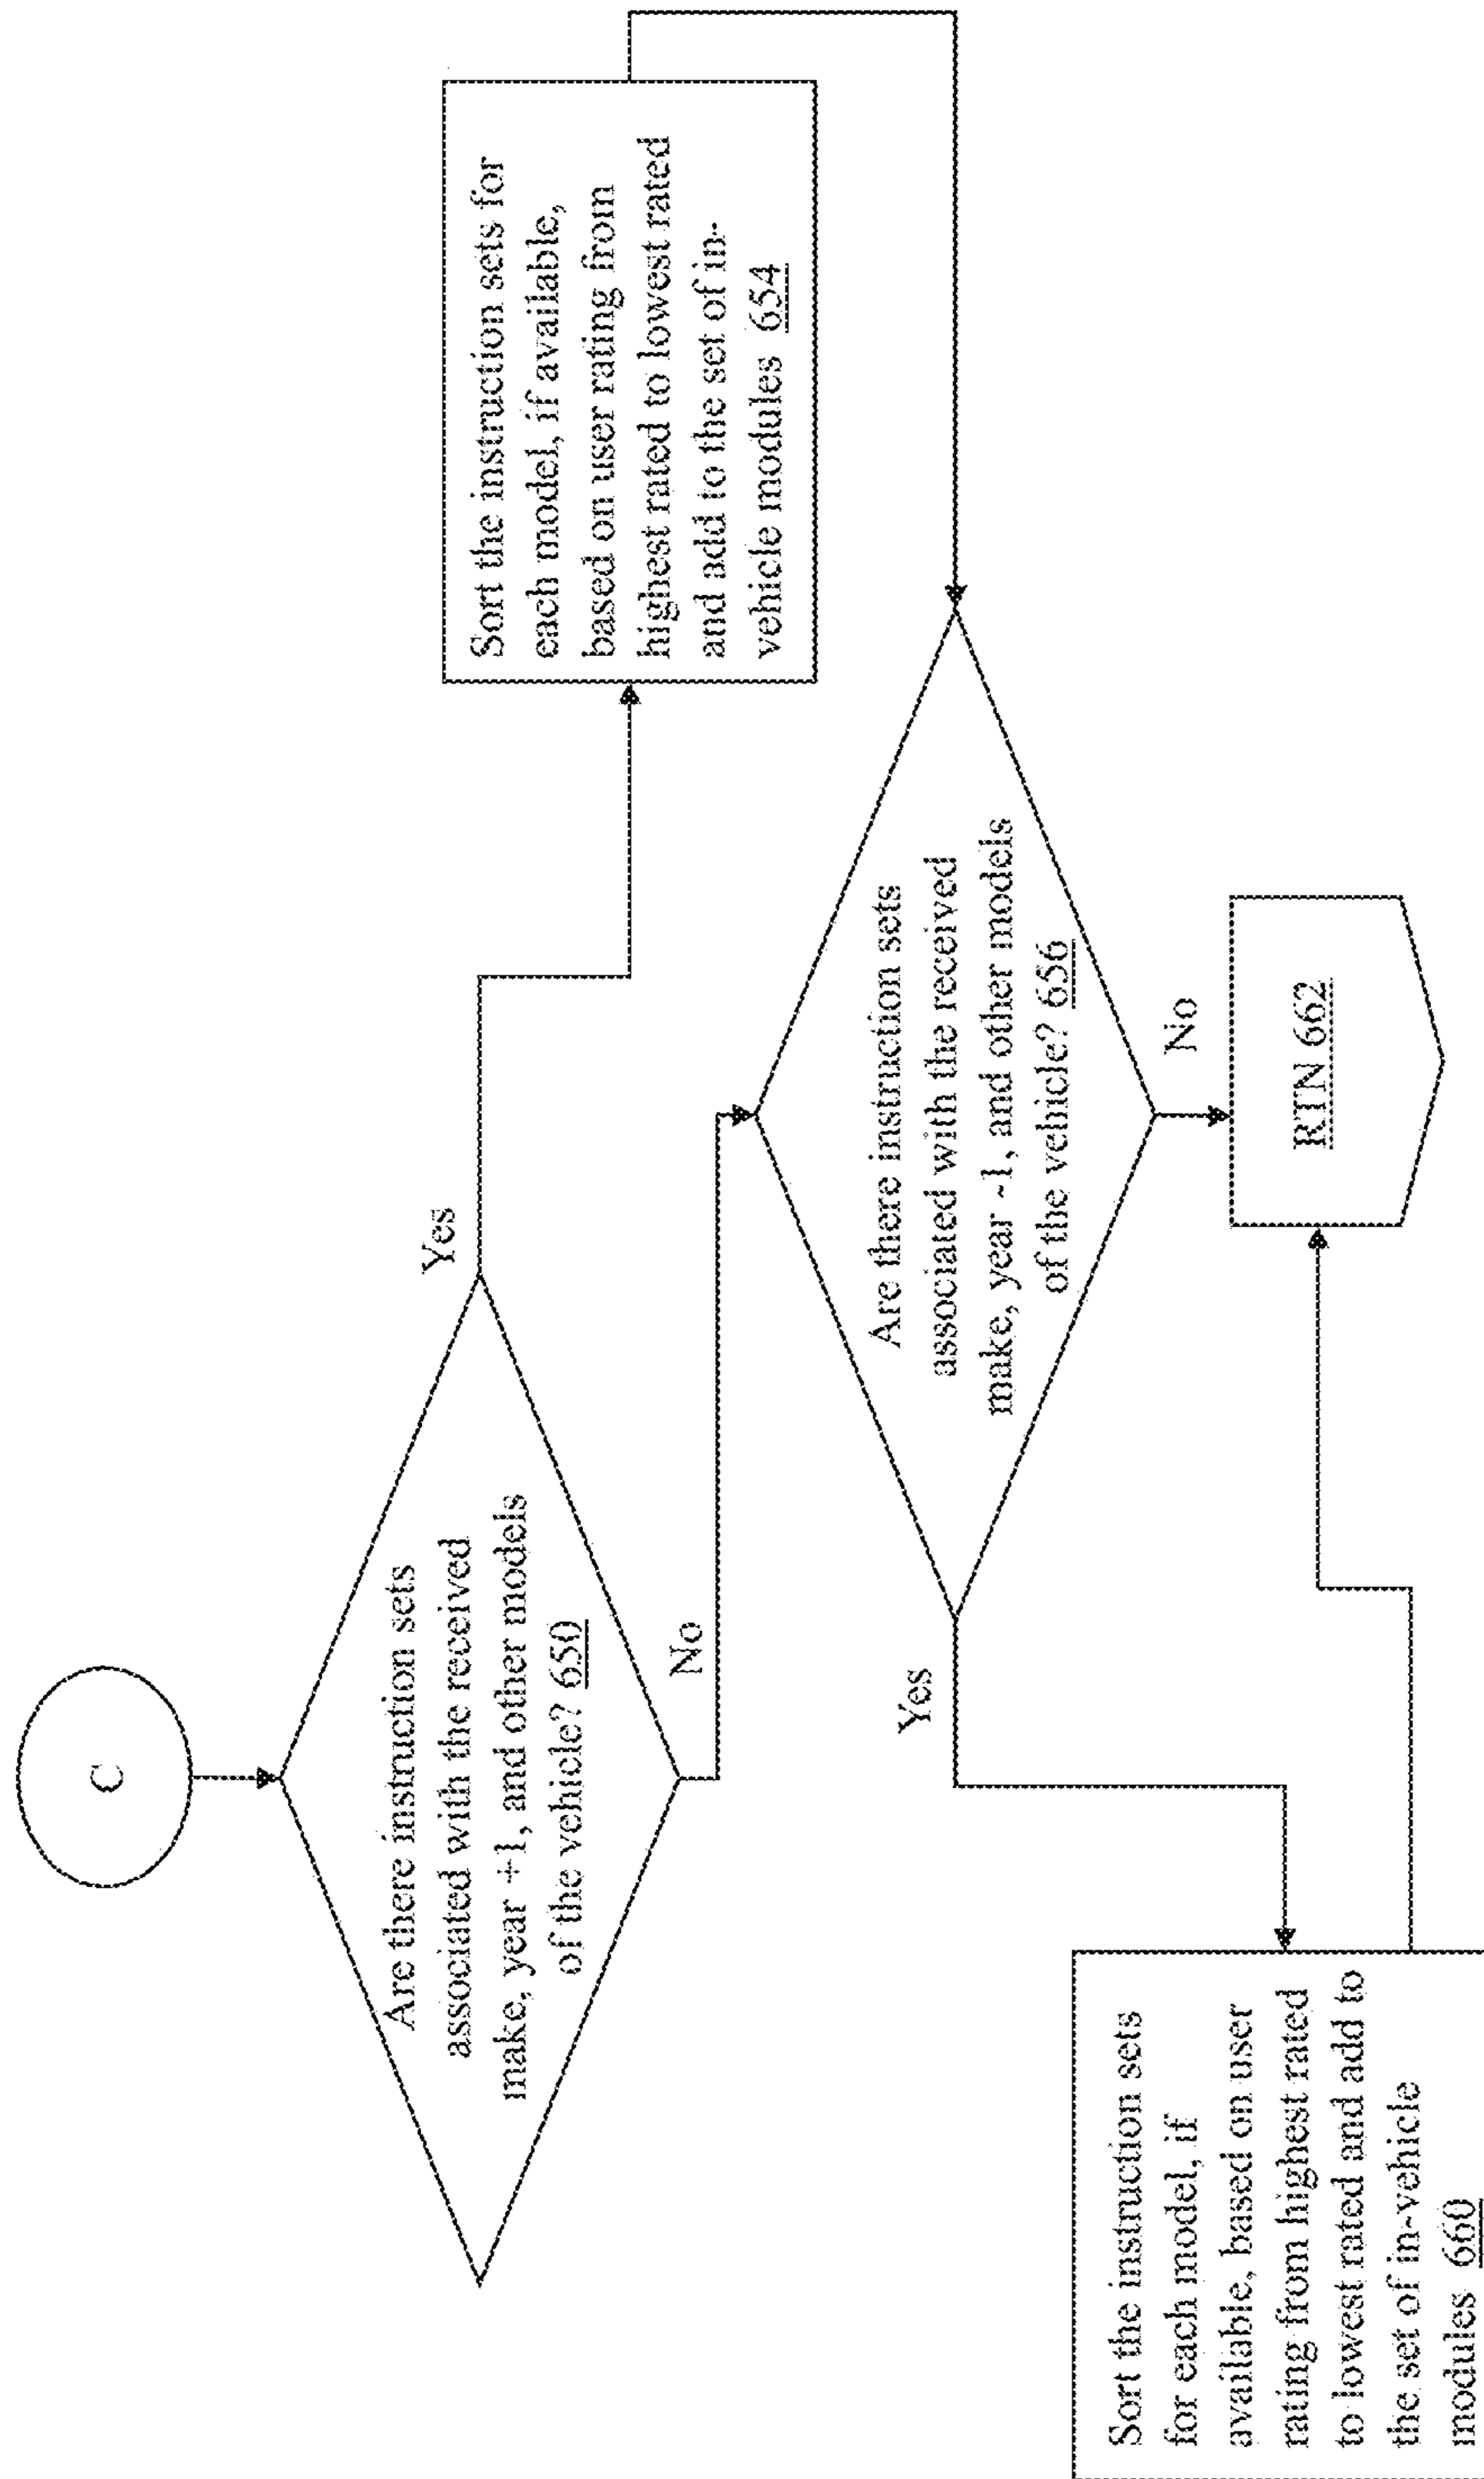 C
Are there instruction sets
associated with the received
make, year +1, and other models
of the vehicle? 650
Yes
No
Sort the instruction sets for
each model, if available,
based on user rating from
highest rated to lowest rated
and add to the set of in-
vehicle modules 654
Are there instruction sets
associated with the received
make, year -1, and other models
of the vehicle? 656
Yes
No
Sort the instruction sets
for each model, if
available, based on user
rating from highest rated
to lowest rated and add to
the set of in-vehicle
modules 660
RTN 662